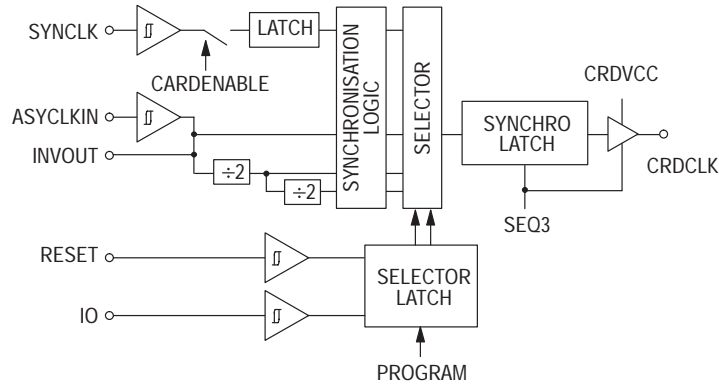 SYNCLK
LATCH
CARDENABLE
ASYCLKIN
INVOUT
÷2
÷2
SYNCHRONISATION
LOGIC
SELECTOR
SYNCHRO
LATCH
CRDVCC
CRDCLK
SEQ3
RESET
IO
SELECTOR
LATCH
PROGRAM